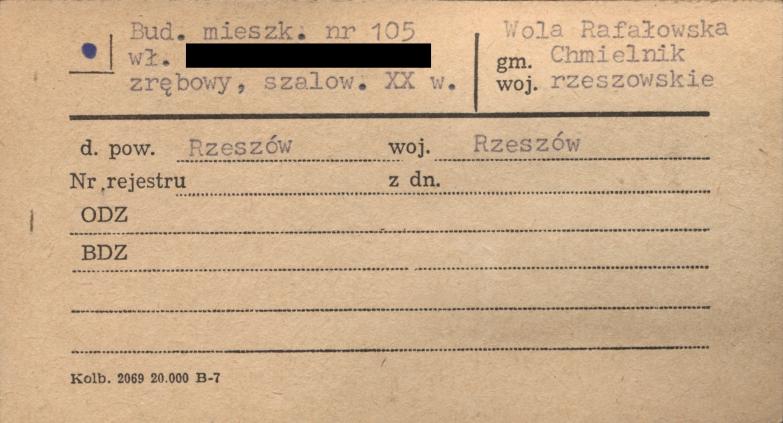 Bud. mieszk. nr 105
wł.
zrębowy, szalow. XX w.
Wola Rafałowska
gm. Chmielnik
woj. rzeszowskie
d. pow. Rzeszów woj. Rzeszów
Nr rejestru z dn.
ODZ
BDZ
Kolb. 2069 20.000 B-7